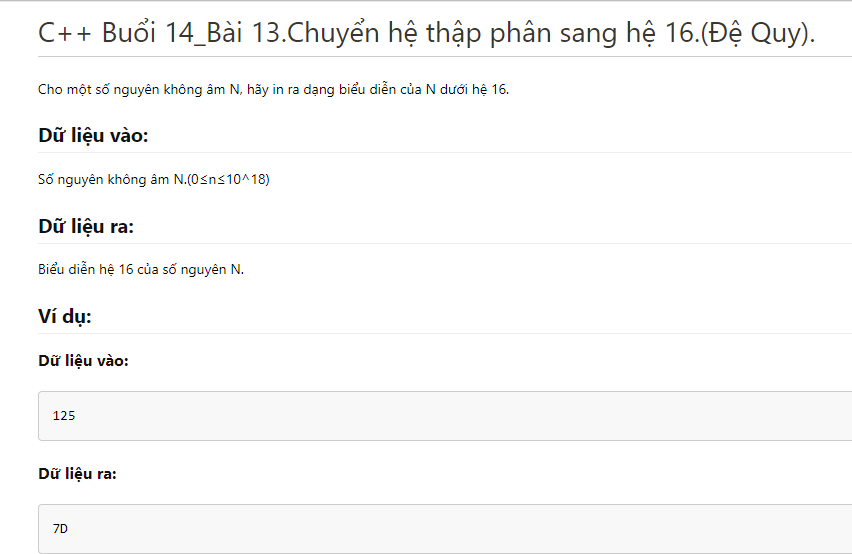 C++ Buổi 14_Bài 13.Chuyển hệ thập phân sang hệ 16.(Đệ Quy).
Cho một số nguyên không âm N, hãy in ra dạng biểu diễn của N dưới hệ 16.
Dữ liệu vào:
Số nguyên không âm N.(0≤n≤10^18)
Dữ liệu ra:
Biểu diễn hệ 16 của số nguyên N.
Ví dụ:
Dữ liệu vào:
125
Dữ liệu ra:
7D